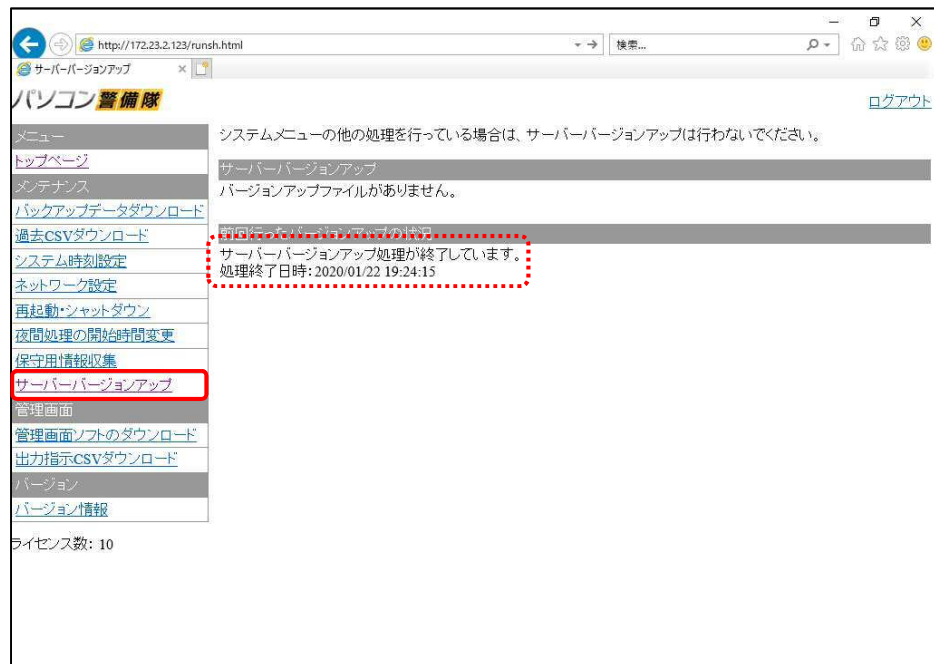 http://172.23.2.123/runsh.html
検索...
サーバーバージョンアップ
パソコン警備隊
ログアウト
メニュー
トップページ
メンテナンス
バックアップデータダウンロード
過去CSVダウンロード
システム時刻設定
ネットワーク設定
再起動・シャットダウン
夜間処理の開始時間変更
保守用情報収集
サーバーバージョンアップ
管理画面
管理画面ソフトのダウンロード
出力指示CSVダウンロード
バージョン
バージョン情報
ライセンス数: 10
システムメニューの他の処理を行っている場合は、サーバーバージョンアップは行わないでください。
サーバーバージョンアップ
バージョンアップファイルがありません。
前回行ったバージョンアップの状況
サーバーバージョンアップ処理が終了しています。
処理終了日時: 2020/01/22 19:24:15